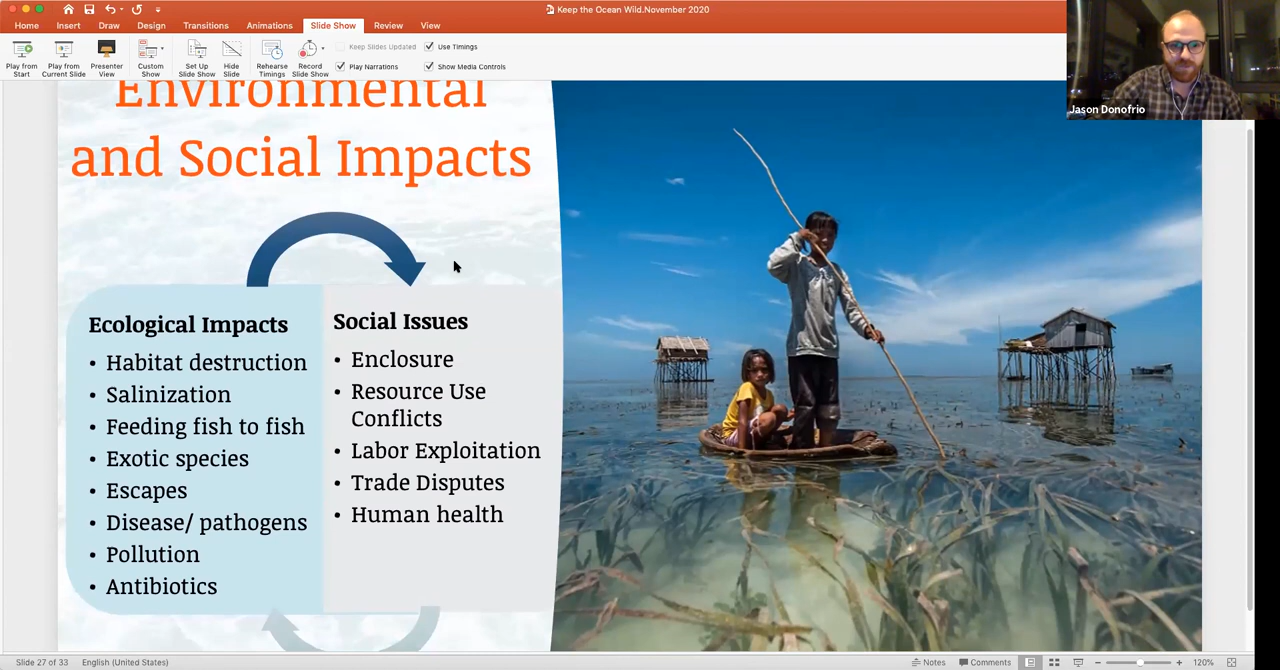 Keep the Ocean Wild.November 2020
Home Insert Draw Design Transitions Animations Slide Show Review View
Play from Start
Play from Current Slide
Presenter View
Custom Show
Set Up Slide Show
Hide Slide
Rehearse Timings
Record Slide Show
Keep Slides Updated
Use Timings
Play Narrations
Show Media Controls
Jason Donofrio
Environmental
and Social Impacts
Ecological Impacts
• Habitat destruction
• Salinization
• Feeding fish to fish
• Exotic species
• Escapes
• Disease/ pathogens
• Pollution
• Antibiotics
Social Issues
• Enclosure
• Resource Use
Conflicts
• Labor Exploitation
• Trade Disputes
• Human health
Slide 27 of 33 English (United States) Notes Comments 120%